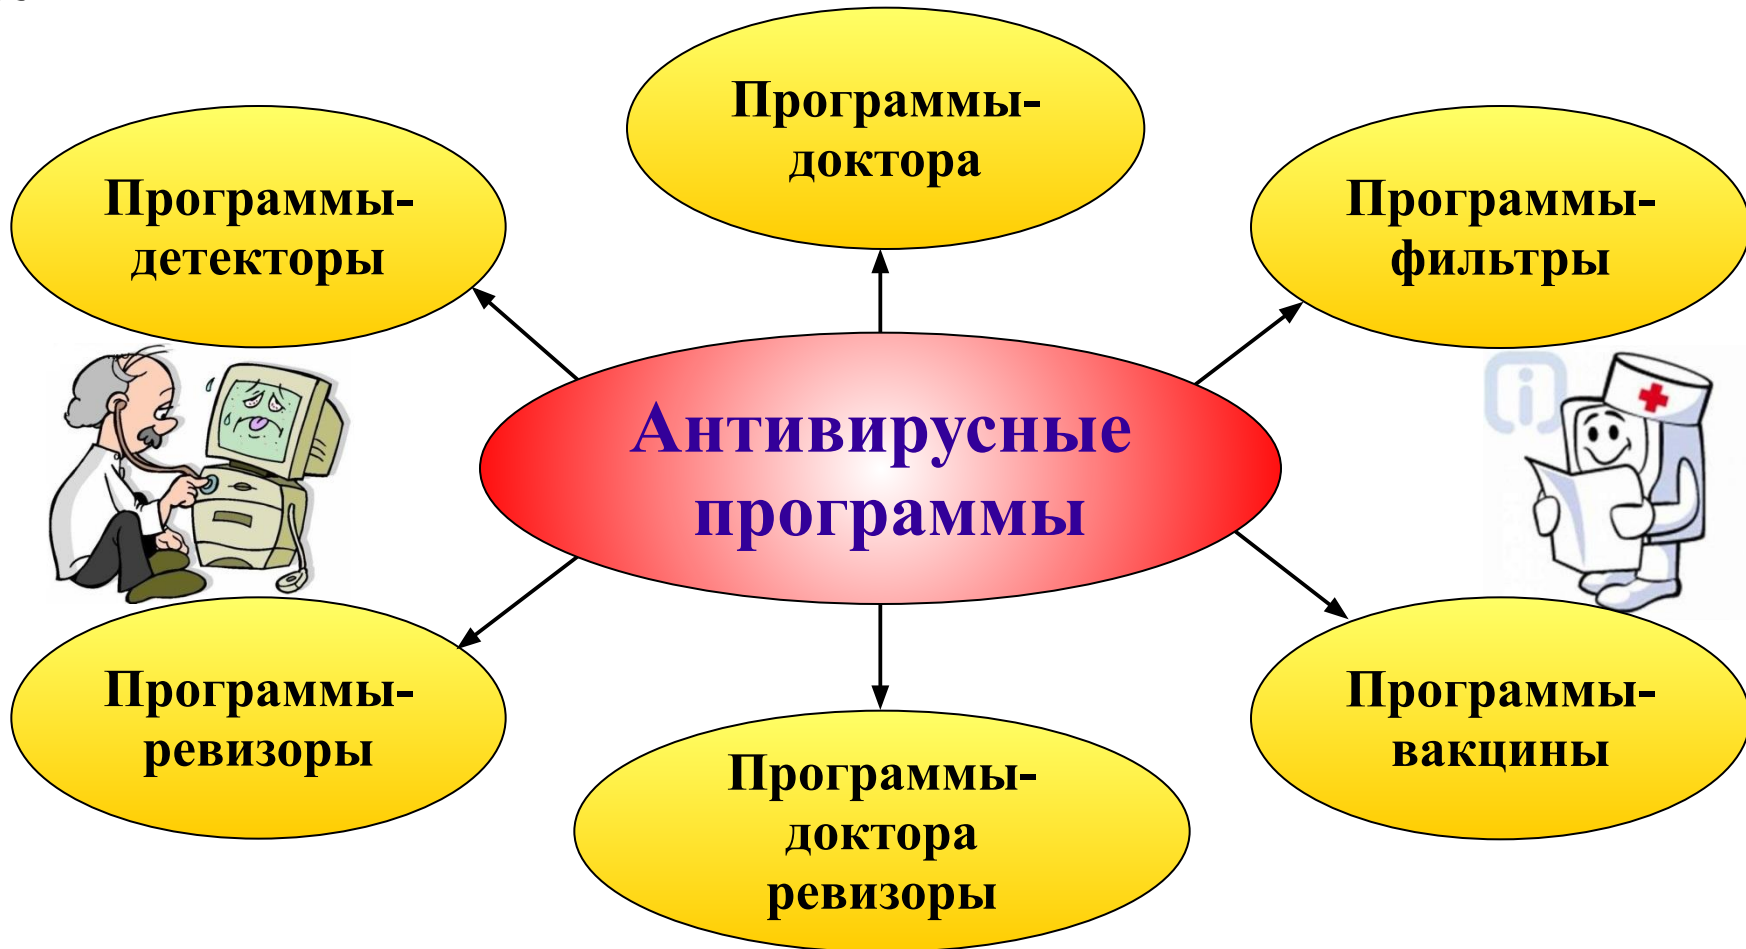 Программы-
доктора
Программы-
детекторы
Программы-
фильтры
Антивирусные
программы
Программы-
ревизоры
Программы-
вакцины
Программы-
доктора
ревизоры